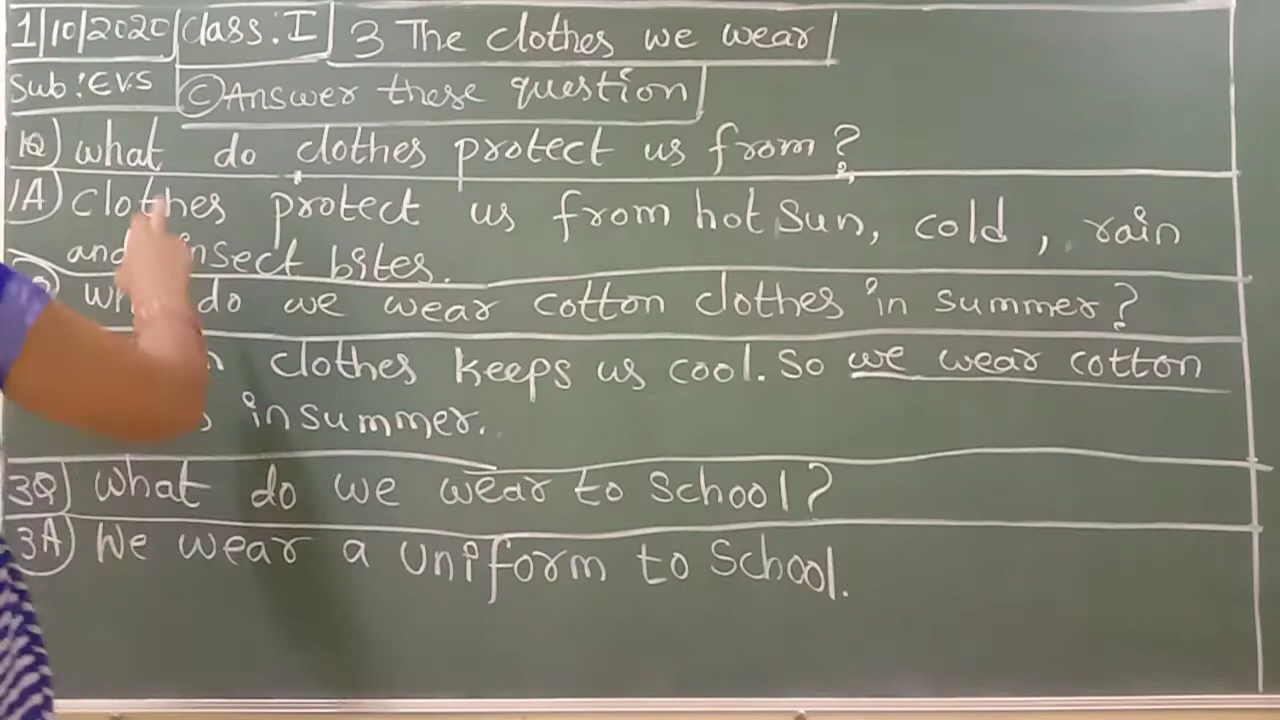 1/10/2020 Class: I 3 The clothes we wear
Sub: EVS Ⓒ Answer these question
1Q) What do clothes protect us from?
1A) Clothes protect us from hot sun, cold, rain
and insect bites.
do we wear cotton clothes in summer?
clothes keeps us cool. So we wear cotton
in summer.
3Q) What do we wear to School?
3A) We wear a uniform to School.